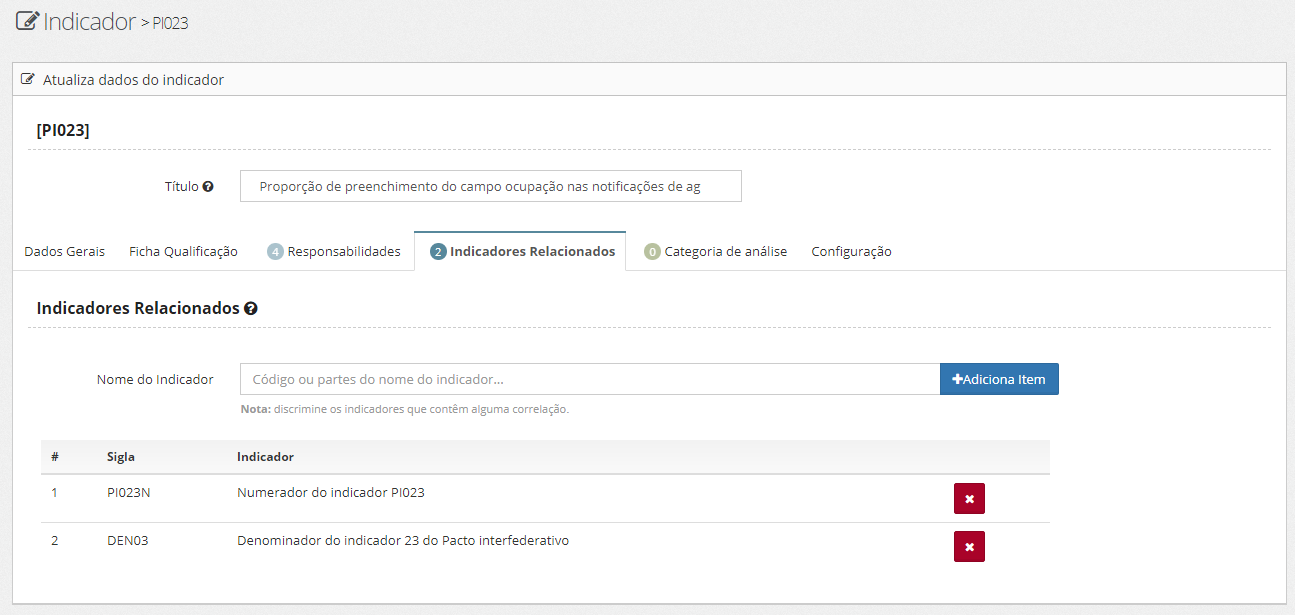 Indicador > PI023
Atualiza dados do indicador
[PI023]
Título
Proporção de preenchimento do campo ocupação nas notificações de ag
Dados Gerais Ficha Qualificação 4 Responsabilidades 2 Indicadores Relacionados 0 Categoria de análise Configuração
Indicadores Relacionados
Nome do Indicador Código ou partes do nome do indicador... Adiciona Item
Nota: discrimine os indicadores que contêm alguma correlação.
# Sigla Indicador
1 PI023N Numerador do indicador PI023
2 DEN03 Denominador do indicador 23 do Pacto interfederativo